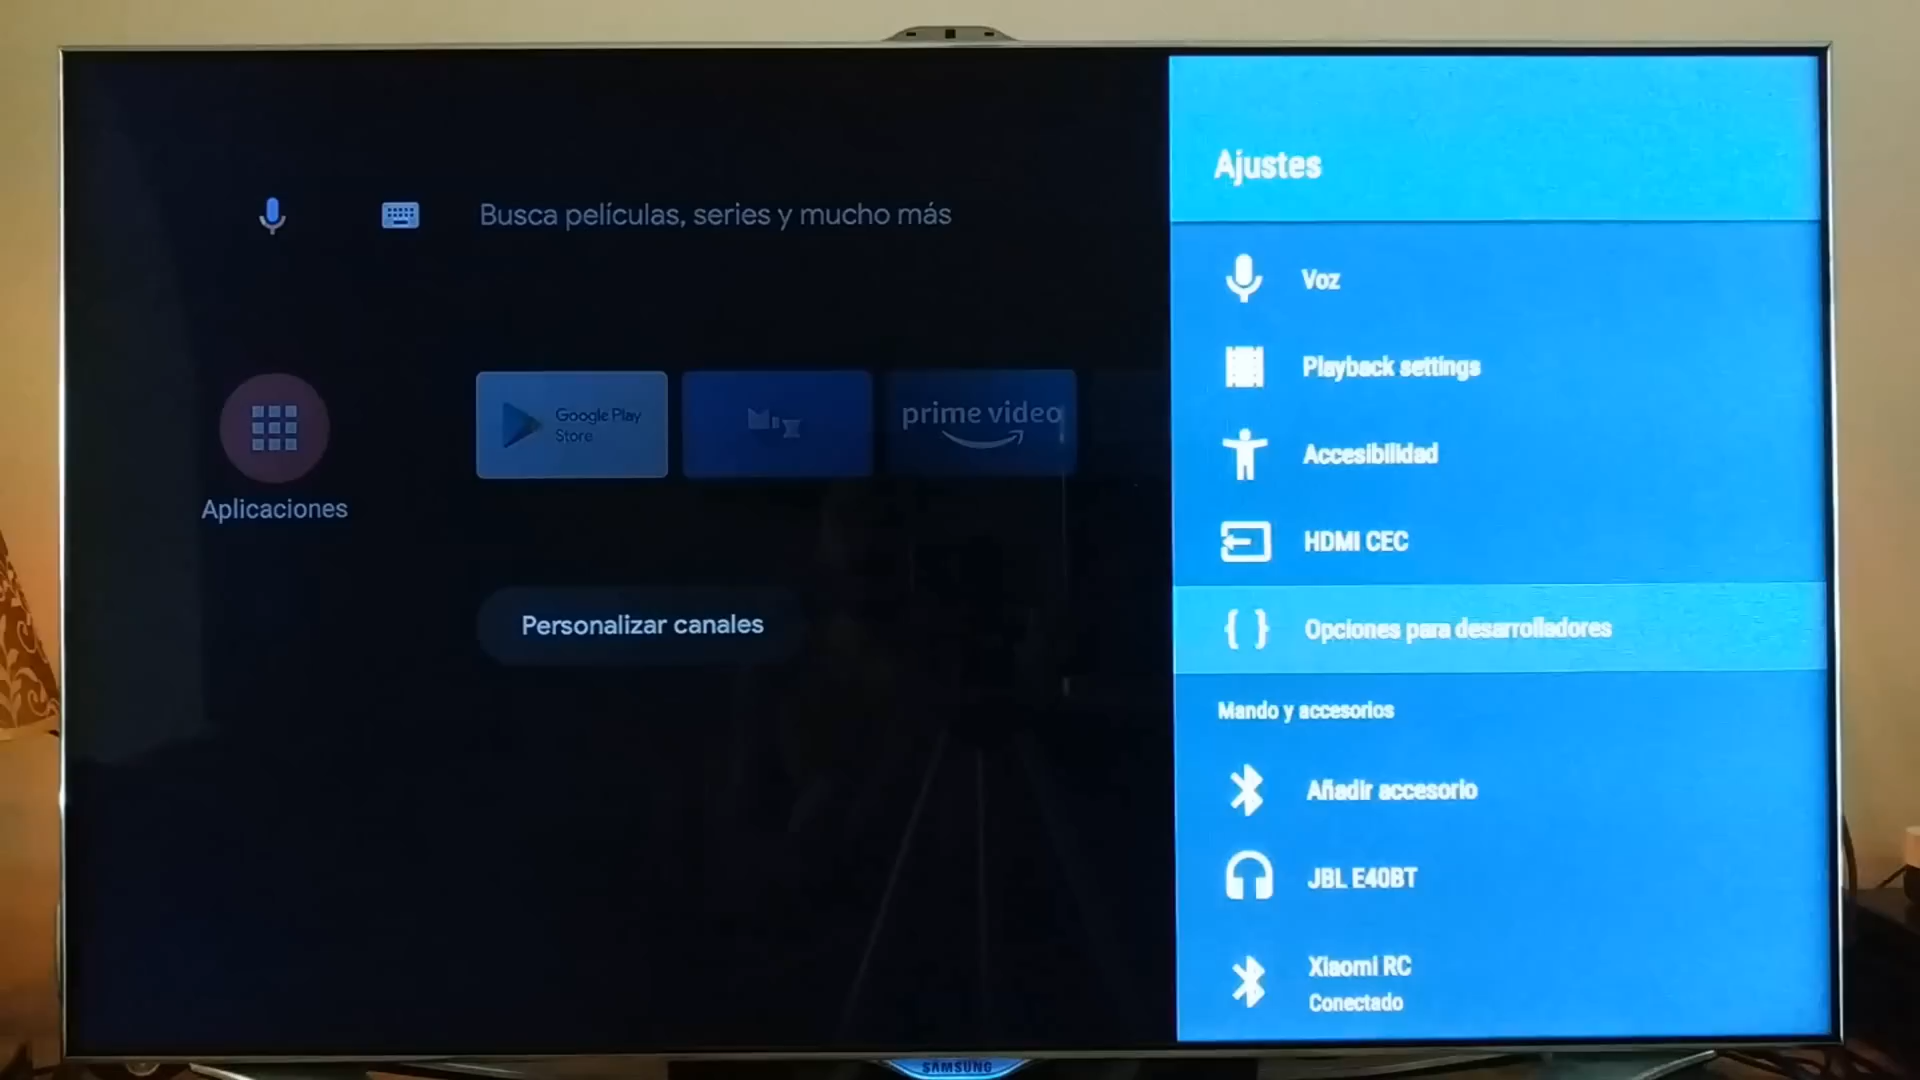 Busca películas, series y mucho más
Google Play
Store
prime video
Aplicaciones
Personalizar canales
Ajustes
Voz
Playback settings
Accesibilidad
HDMI CEC
Opciones para desarrolladores
Mando y accesorios
Añadir accesorio
JBL E40BT
Xiaomi RC
Conectado
SAMSUNG